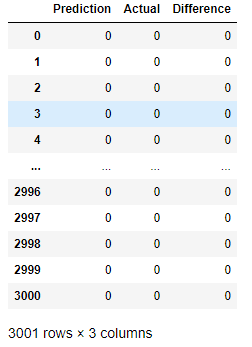 Prediction Actual Difference
0 0 0 0
1 0 0 0
2 0 0 0
3 0 0 0
4 0 0 0
... ... ... ...
2996 0 0 0
2997 0 0 0
2998 0 0 0
2999 0 0 0
3000 0 0 0
3001 rows × 3 columns